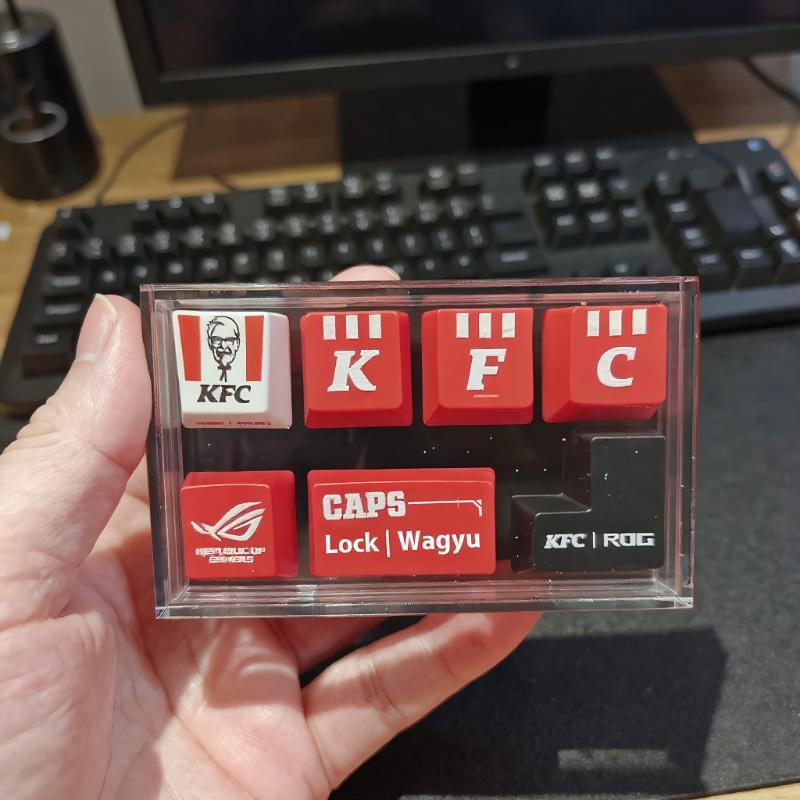 KFC
K
F
C
REPUBLIC OF
GAMERS
CAPS
Lock | Wagyu
KFC | ROG